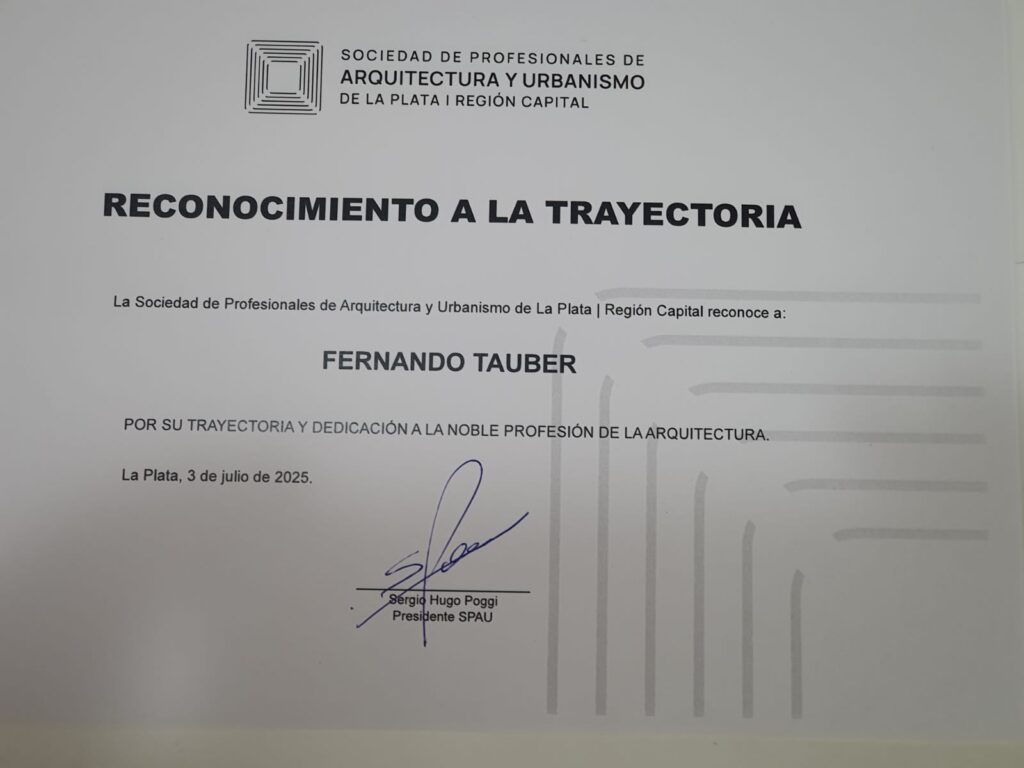 SOCIEDAD DE PROFESIONALES DE
ARQUITECTURA Y URBANISMO
DE LA PLATA I REGIÓN CAPITAL
RECONOCIMIENTO A LA TRAYECTORIA
La Sociedad de Profesionales de Arquitectura y Urbanismo de La Plata | Región Capital reconoce a:
FERNANDO TAUBER
POR SU TRAYECTORIA Y DEDICACIÓN A LA NOBLE PROFESIÓN DE LA ARQUITECTURA.
La Plata, 3 de julio de 2025.
Sergio Hugo Poggi
Presidente SPAU